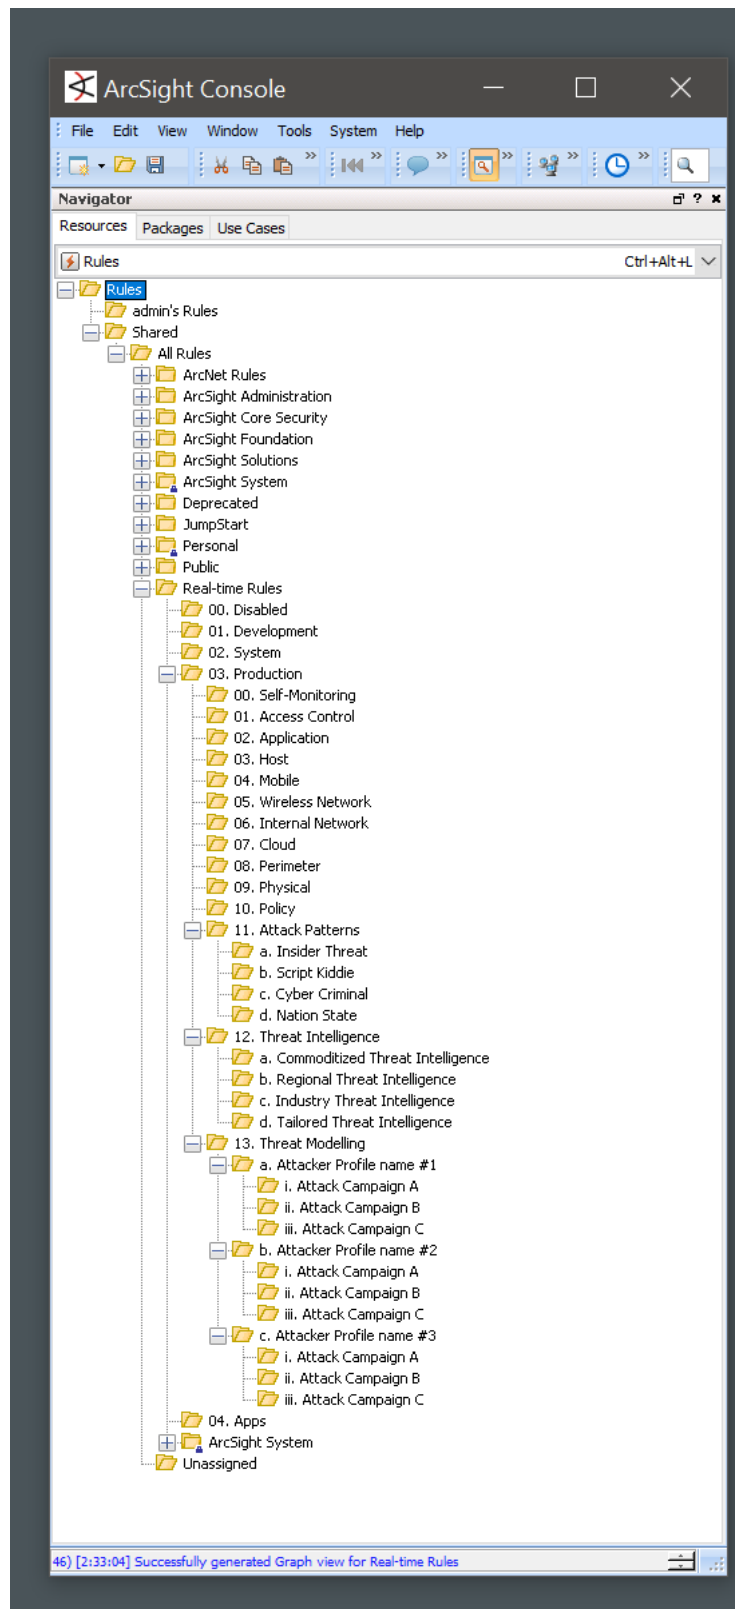 ArcSight Console
File Edit View Window Tools System Help
Navigator
Resources Packages Use Cases
Rules Ctrl+Alt+L
Rules
admin's Rules
Shared
All Rules
ArcNet Rules
ArcSight Administration
ArcSight Core Security
ArcSight Foundation
ArcSight Solutions
ArcSight System
Deprecated
JumpStart
Personal
Public
Real-time Rules
00. Disabled
01. Development
02. System
03. Production
00. Self-Monitoring
01. Access Control
02. Application
03. Host
04. Mobile
05. Wireless Network
06. Internal Network
07. Cloud
08. Perimeter
09. Physical
10. Policy
11. Attack Patterns
a. Insider Threat
b. Script Kiddie
c. Cyber Criminal
d. Nation State
12. Threat Intelligence
a. Commoditized Threat Intelligence
b. Regional Threat Intelligence
c. Industry Threat Intelligence
d. Tailored Threat Intelligence
13. Threat Modelling
a. Attacker Profile name #1
i. Attack Campaign A
ii. Attack Campaign B
iii. Attack Campaign C
b. Attacker Profile name #2
i. Attack Campaign A
ii. Attack Campaign B
iii. Attack Campaign C
c. Attacker Profile name #3
i. Attack Campaign A
ii. Attack Campaign B
iii. Attack Campaign C
04. Apps
ArcSight System
Unassigned
46) [2:33:04] Successfully generated Graph view for Real-time Rules